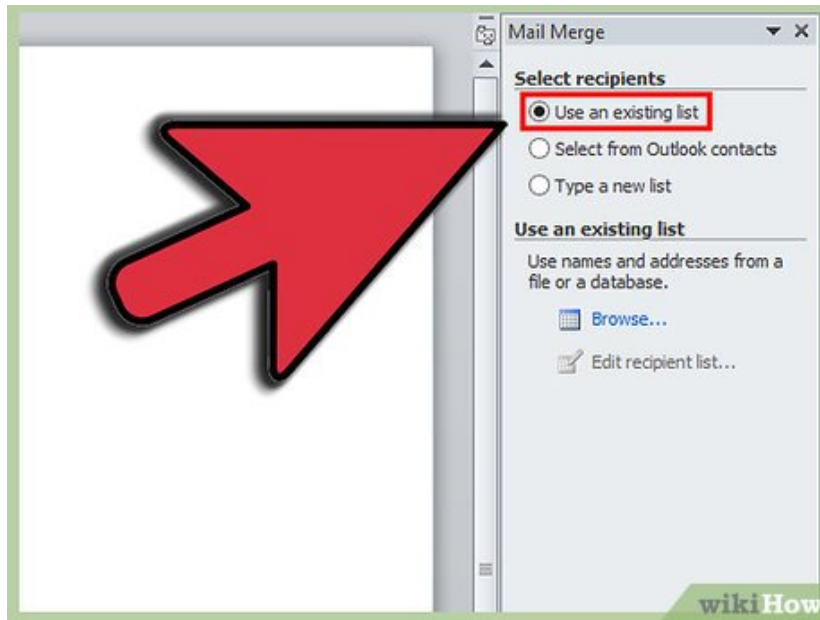 Mail Merge
Select recipients
Use an existing list
Select from Outlook contacts
Type a new list
Use an existing list
Use names and addresses from a
file or a database.
Browse...
Edit recipient list...
wikiHow